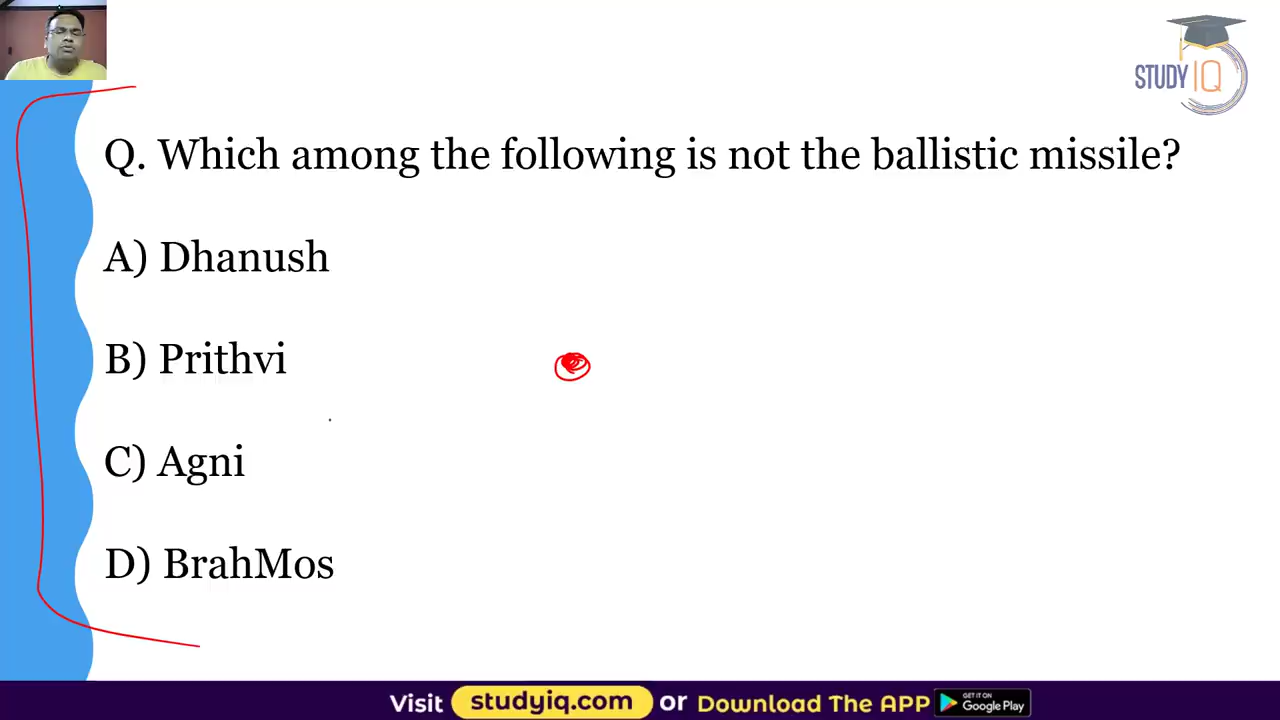 STUDY IQ
Q. Which among the following is not the ballistic missile?
A) Dhanush
B) Prithvi
C) Agni
D) BrahMos
Visit studyiq.com or Download The APP GET IT ON Google Play